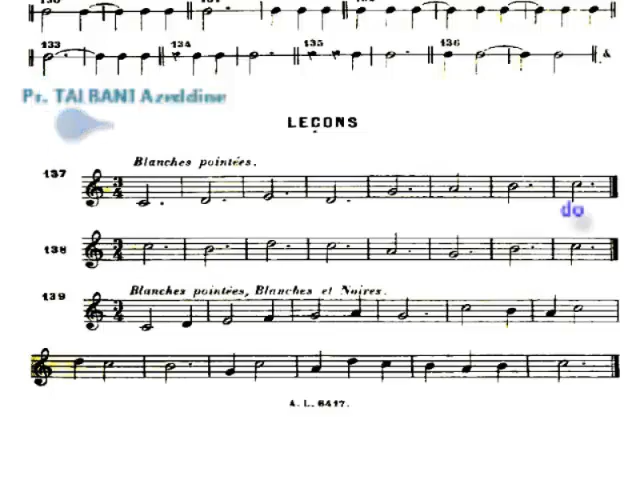 133 134 135 136 &
Pr. TALBANI Azeddine
LEÇONS
Blanches pointées.
137
do
138
Blanches pointées, Blanches et Noires.
139
A. L. 6417.